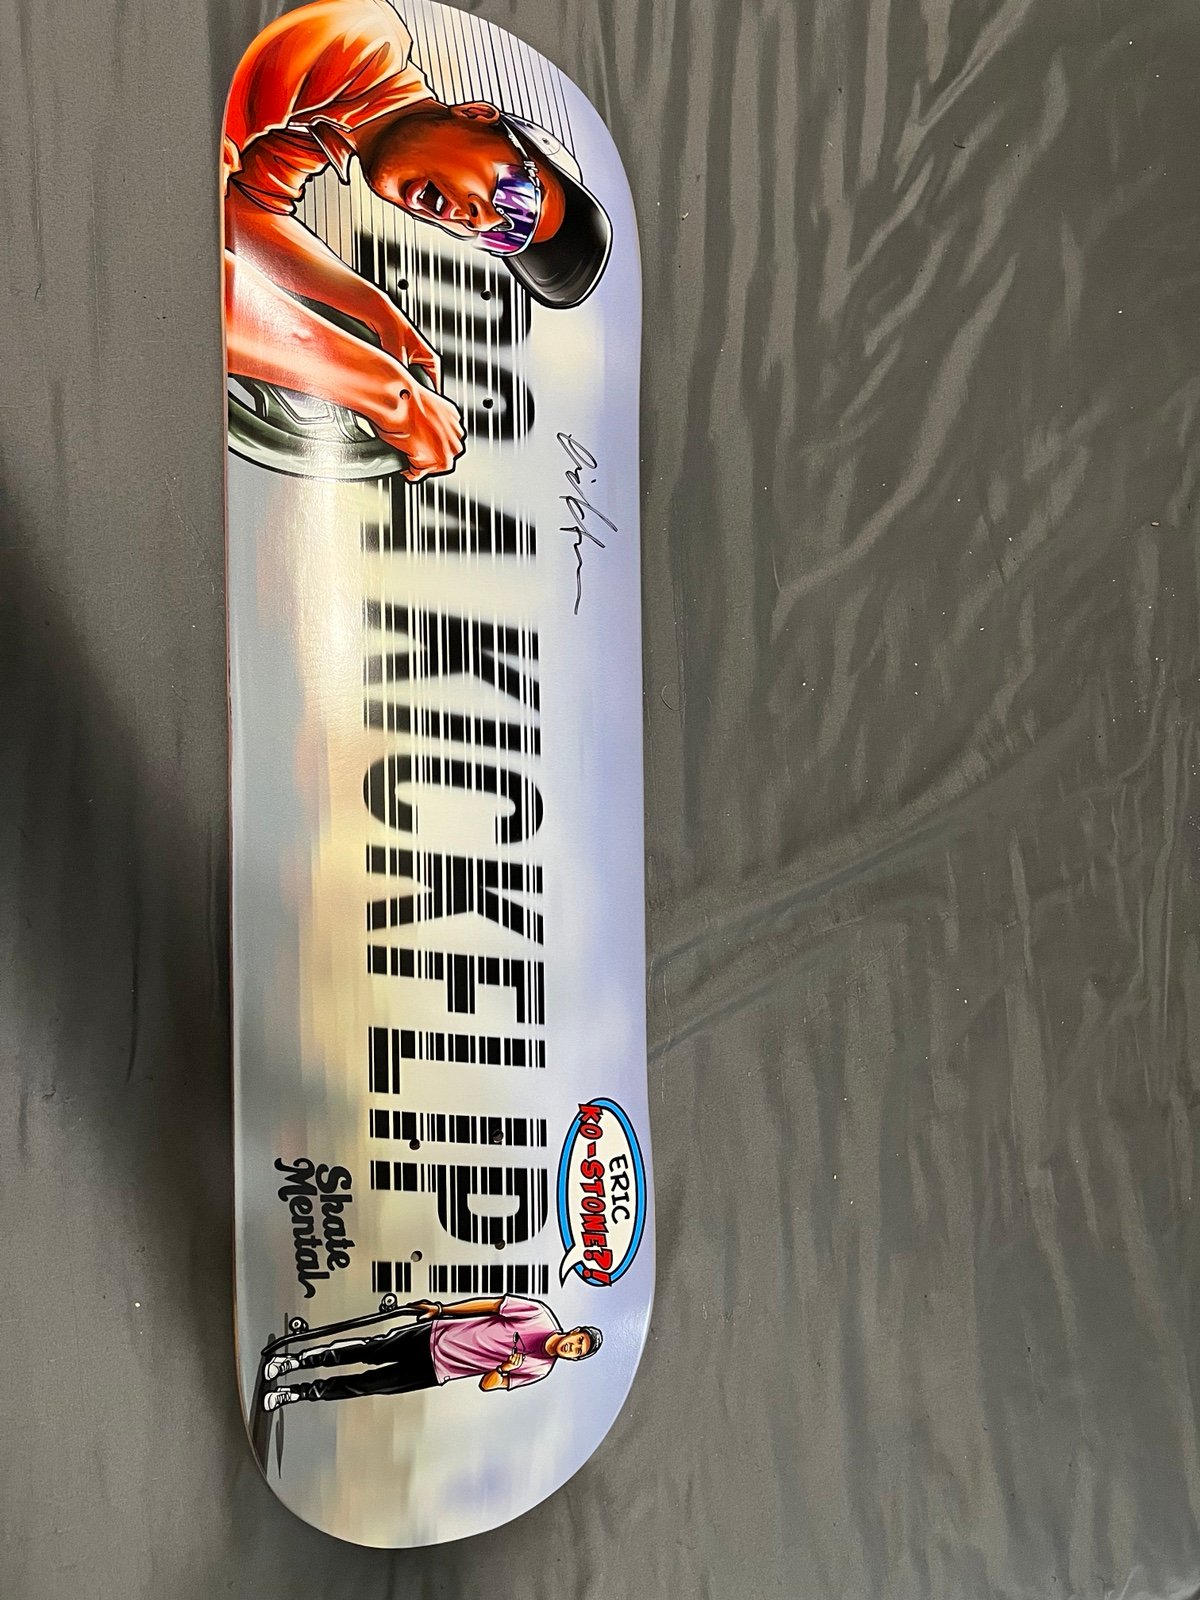 DO A KICKFLIP!
ERIC
KO-STONE?!
Skate
Mental